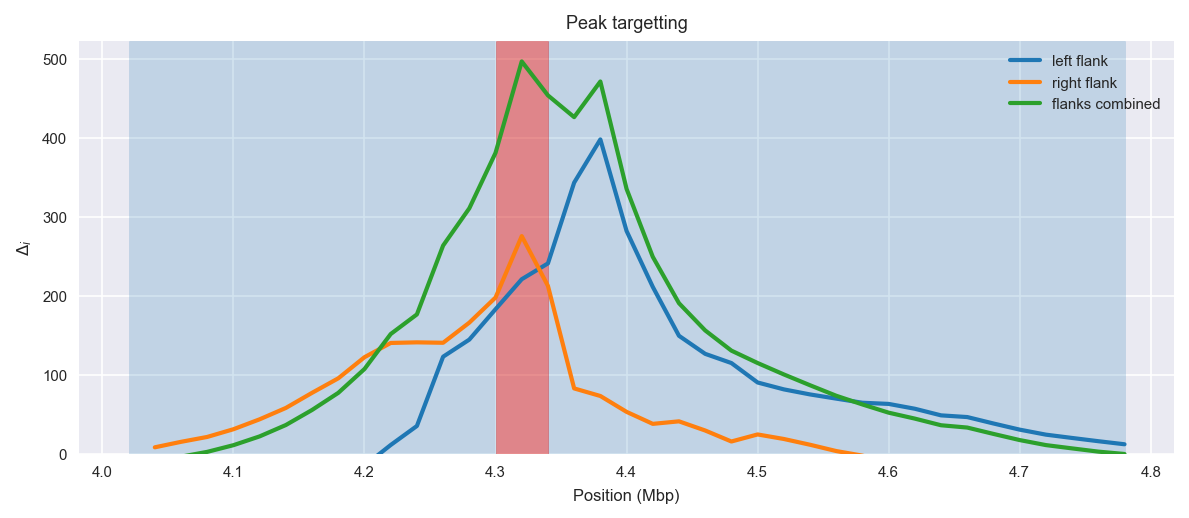 Peak targetting
500
400
300
200
100
0
Δi
left flank
right flank
flanks combined
4.0 4.1 4.2 4.3 4.4 4.5 4.6 4.7 4.8
Position (Mbp)